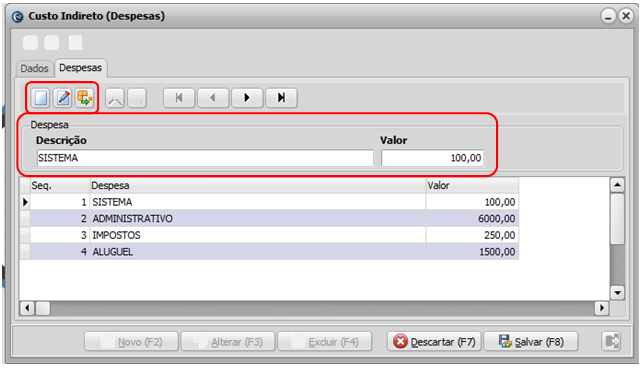 Custo Indireto (Despesas)
Dados Despesas
Despesa
Descrição Valor
SISTEMA 100,00
Seq. Despesa Valor
1 SISTEMA 100,00
2 ADMINISTRATIVO 6000,00
3 IMPOSTOS 250,00
4 ALUGUEL 1500,00
Novo (F2) Alterar (F3) Excluir (F4) Descartar (F7) Salvar (F8)